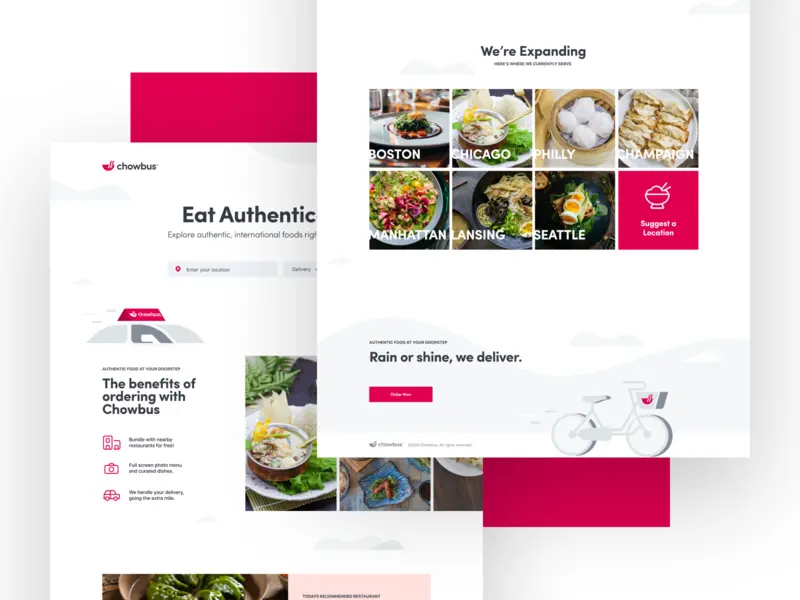 chowbus
Eat Authentic
Explore authentic, international foods righ
Enter your location
Delivery
AUTHENTIC FOOD AT YOUR DOORSTEP
The benefits of
ordering with
Chowbus
Bundle with nearby
restaurants for free!
Full screen photo menu
and curated dishes.
We handle your delivery,
going the extra mile.
TODAYS RECOMMENDED RESTAURANT
We're Expanding
HERE'S WHERE WE CURRENTLY SERVE
BOSTON
CHICAGO
PHILLY
CHAMPAIGN
MANHATTAN
LANSING
SEATTLE
Suggest a
Location
AUTHENTIC FOOD AT YOUR DOORSTEP
Rain or shine, we deliver.
Order Now
chowbus
©2019 Chowbus. All rights reserved.